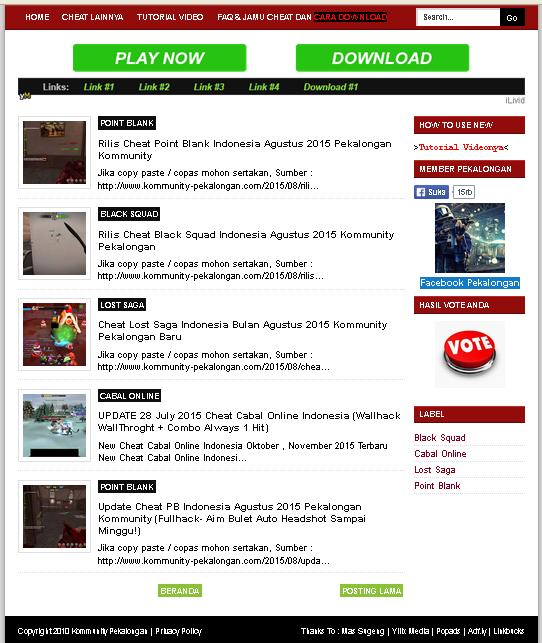 HOME CHEAT LAINNYA TUTORIAL VIDEO FAQ & JAMU CHEAT DAN CARA DOWNLOAD Search... Go
PLAY NOW DOWNLOAD
Links: Link #1 Link #2 Link #3 Link #4 Download #1
iLivid
POINT BLANK
Rilis Cheat Point Blank Indonesia Agustus 2015 Pekalongan
Kommunity
Jika copy paste / copas mohon sertakan, Sumber :
http://www.kommunity-pekalongan.com/2015/08/rili...
BLACK SQUAD
Rilis Cheat Black Squad Indonesia Agustus 2015 Kommunity
Pekalongan
Jika copy paste / copas mohon sertakan, Sumber :
http://www.kommunity-pekalongan.com/2015/08/rilis...
LOST SAGA
Cheat Lost Saga Indonesia Bulan Agustus 2015 Kommunity
Pekalongan Baru
Jika copy paste / copas mohon sertakan, Sumber :
http://www.kommunity-pekalongan.com/2015/08/chea...
CABAL ONLINE
UPDATE 28 July 2015 Cheat Cabal Online Indonesia (Wallhack
WallThroght + Combo Always 1 Hit)
New Cheat Cabal Online Indonesia Oktober , November 2015 Terbaru
New Cheat Cabal Online Indonesi...
POINT BLANK
Update Cheat PB Indonesia Agustus 2015 Pekalongan
Kommunity (Fullhack- Aim Bulet Auto Headshot Sampai
Minggu!)
Jika copy paste / copas mohon sertakan, Sumber :
http://www.kommunity-pekalongan.com/2015/08/upda...
BERANDA POSTING LAMA
HOW TO USE NEW
>Tutorial Videonya<
MEMBER PEKALONGAN
Suka 15rb
Facebook Pekalongan
HASIL VOTE ANDA
VOTE
LABEL
Black Squad
Cabal Online
Lost Saga
Point Blank
Copyright 2010 Kommunity Pekalongan | Privacy Policy
Thanks To : Mas Sugeng | Yllix Media | Popads | Adf.ly | Linkbucks